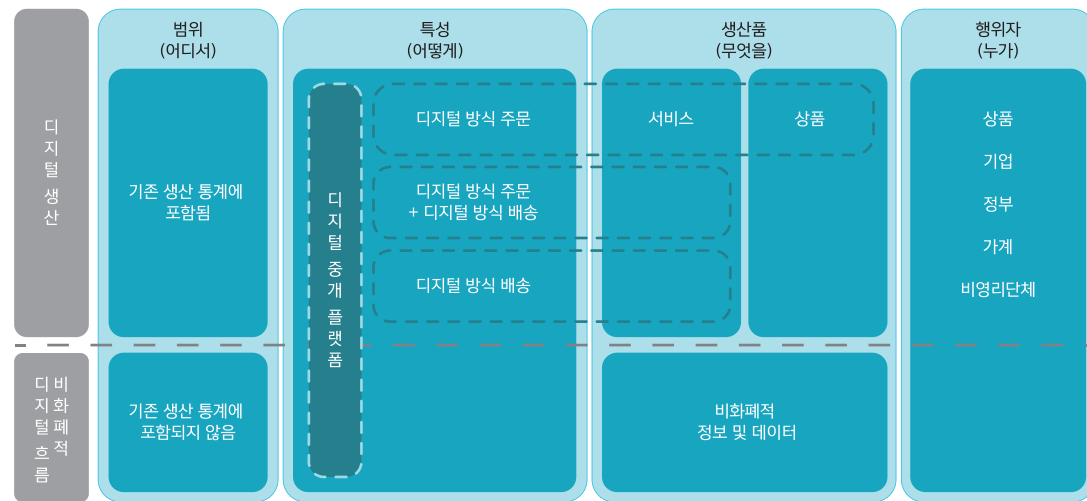 범위
(어디서)
특성
(어떻게)
생산품
(무엇을)
행위자
(누가)
디지털 생산
기존 생산 통계에
포함됨
디지털 중개 플랫폼
디지털 방식 주문
디지털 방식 주문
+ 디지털 방식 배송
디지털 방식 배송
서비스
상품
상품
기업
정부
가계
비영리단체
비화폐적
디지털 흐름
기존 생산 통계에
포함되지 않음
비화폐적
정보 및 데이터